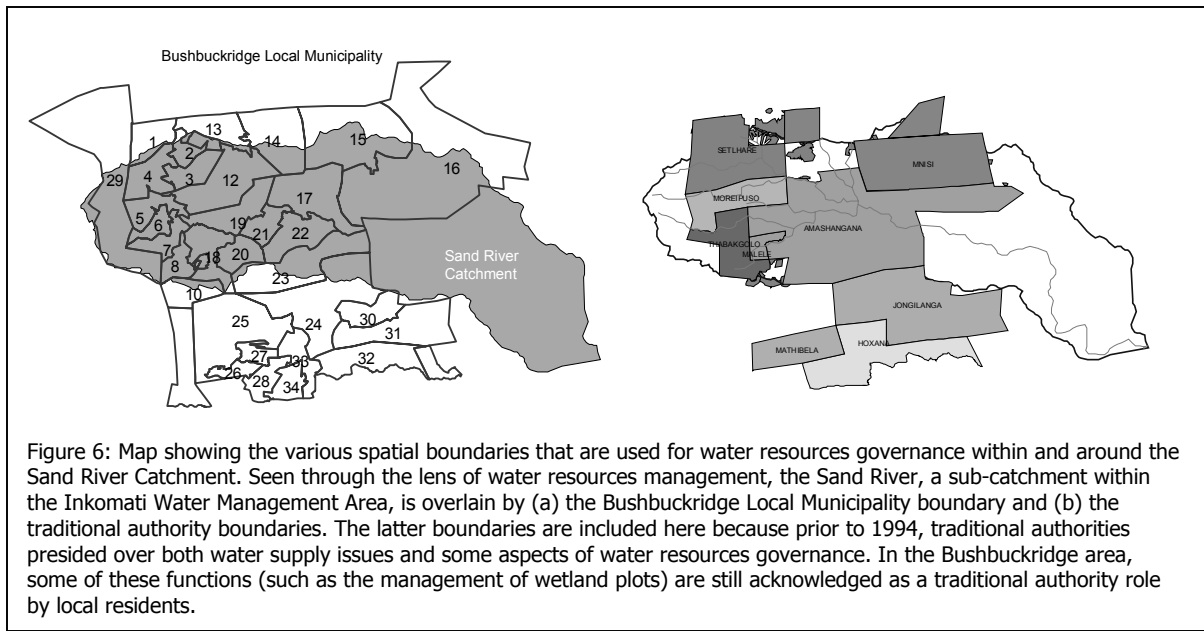 Bushbuckridge Local Municipality
1 13 14 15
2
29 4 3 12 16
5 6 17
19 21 22
7 18 20
8 23
10
25 24 30 31
27 33 32
26 28 34
Sand River
Catchment
SETLHARE
MNISI
MOREIPUSO
AMASHANGANA
THABAKGOLO
MALELE
JONGILANGA
MATHIBELA
HOXANA
Figure 6: Map showing the various spatial boundaries that are used for water resources governance within and around the
Sand River Catchment. Seen through the lens of water resources management, the Sand River, a sub-catchment within
the Inkomati Water Management Area, is overlain by (a) the Bushbuckridge Local Municipality boundary and (b) the
traditional authority boundaries. The latter boundaries are included here because prior to 1994, traditional authorities
presided over both water supply issues and some aspects of water resources governance. In the Bushbuckridge area,
some of these functions (such as the management of wetland plots) are still acknowledged as a traditional authority role
by local residents.